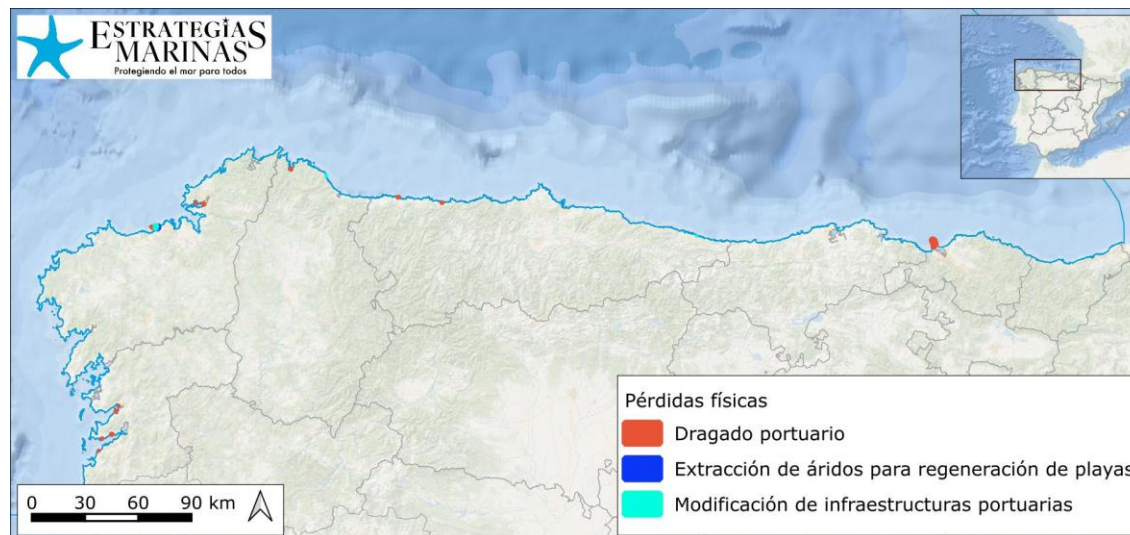 ESTRATEGIAS
MARINAS
Protegiendo el mar para todos
Pérdidas físicas
Dragado portuario
Extracción de áridos para regeneración de playas
Modificación de infraestructuras portuarias
0 30 60 90 km